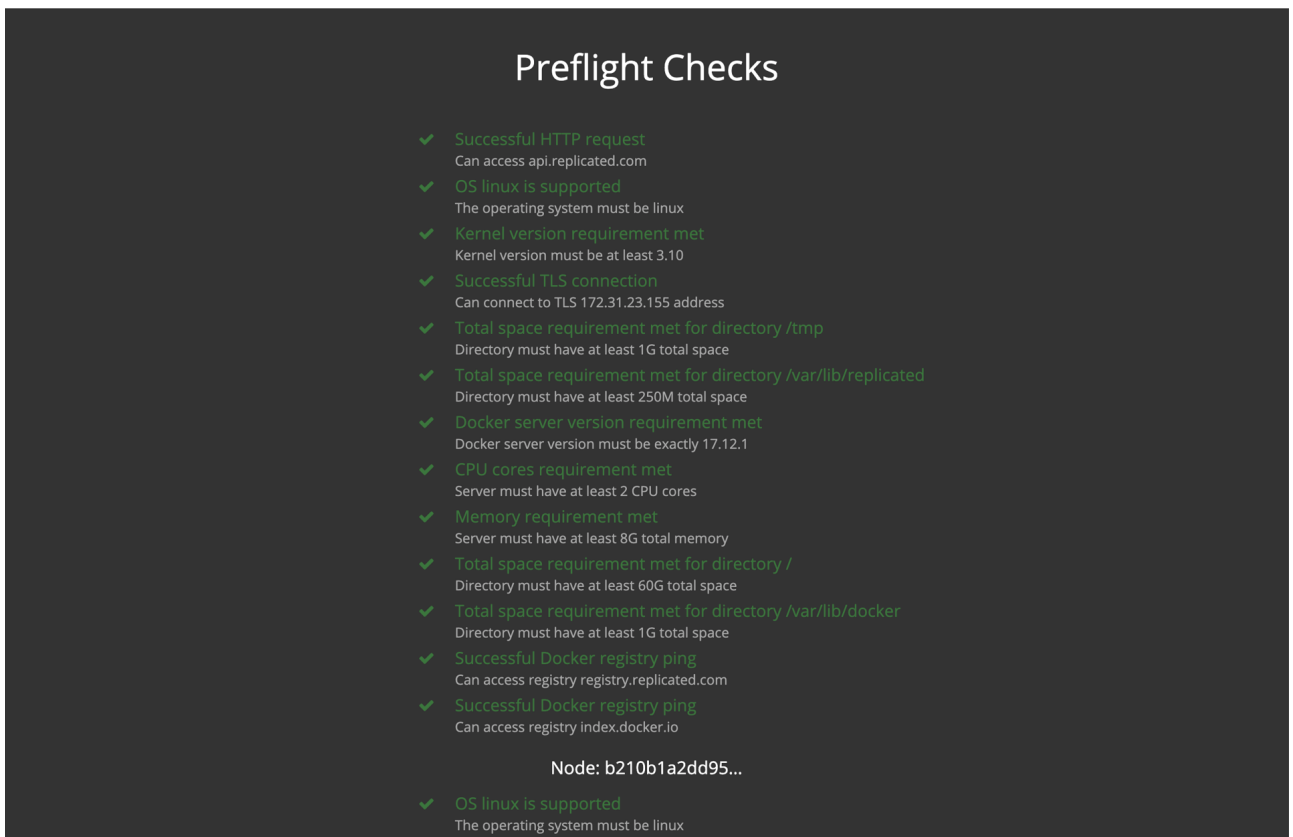 Preflight Checks
Successful HTTP request
Can access api.replicated.com
OS linux is supported
The operating system must be linux
Kernel version requirement met
Kernel version must be at least 3.10
Successful TLS connection
Can connect to TLS 172.31.23.155 address
Total space requirement met for directory /tmp
Directory must have at least 1G total space
Total space requirement met for directory /var/lib/replicated
Directory must have at least 250M total space
Docker server version requirement met
Docker server version must be exactly 17.12.1
CPU cores requirement met
Server must have at least 2 CPU cores
Memory requirement met
Server must have at least 8G total memory
Total space requirement met for directory /
Directory must have at least 60G total space
Total space requirement met for directory /var/lib/docker
Directory must have at least 1G total space
Successful Docker registry ping
Can access registry registry.replicated.com
Successful Docker registry ping
Can access registry index.docker.io
Node: b210b1a2dd95...
OS linux is supported
The operating system must be linux